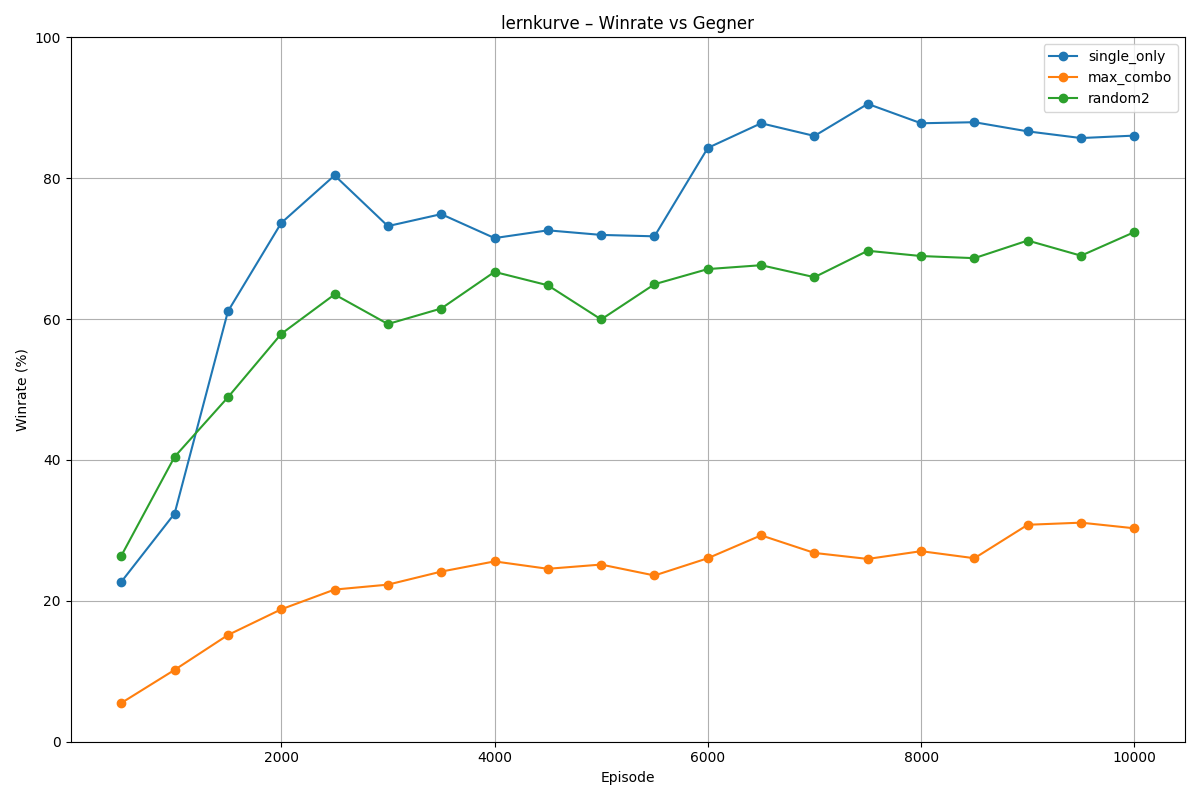 lernkurve – Winrate vs Gegner
single_only
max_combo
random2
Winrate (%)
100
80
60
40
20
0
2000 4000 6000 8000 10000
Episode